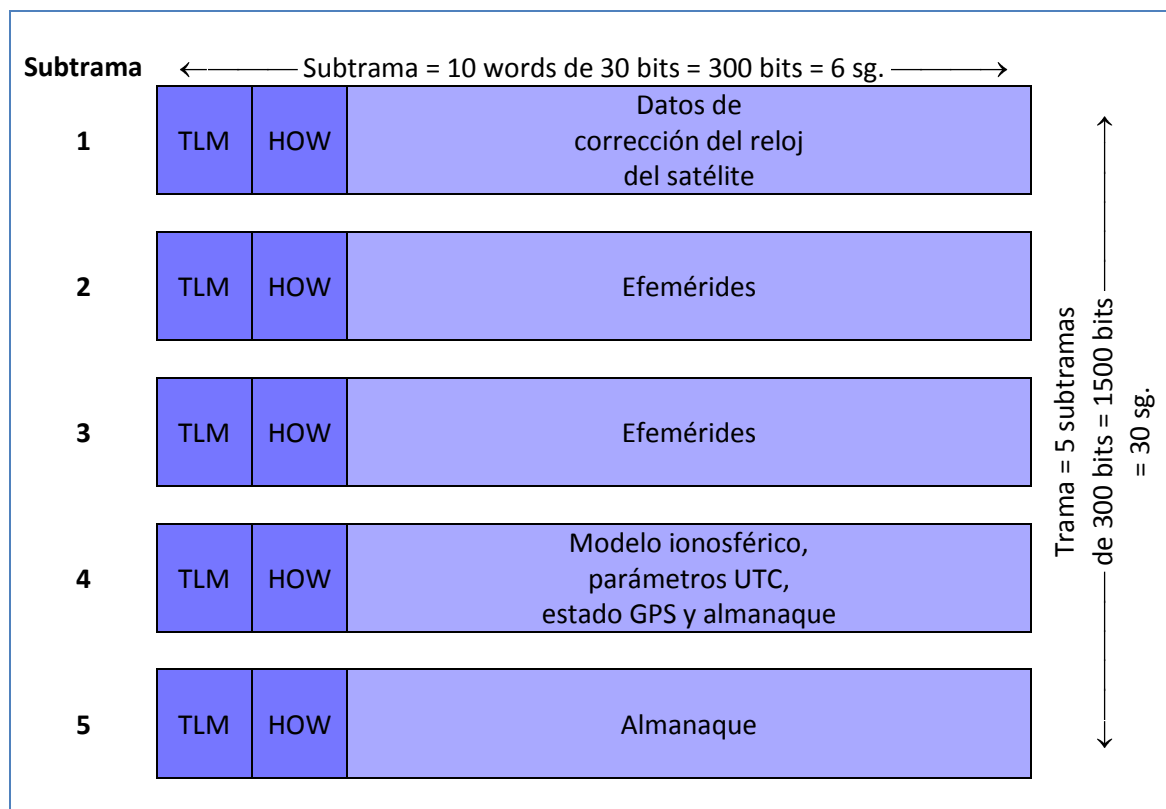 Subtrama
Subtrama = 10 words de 30 bits = 300 bits = 6 sg.
1
TLM
HOW
Datos de
corrección del reloj
del satélite
2
TLM
HOW
Efemérides
3
TLM
HOW
Efemérides
4
TLM
HOW
Modelo ionosférico,
parámetros UTC,
estado GPS y almanaque
5
TLM
HOW
Almanaque
Trama = 5 subtramas
de 300 bits = 1500 bits
= 30 sg.